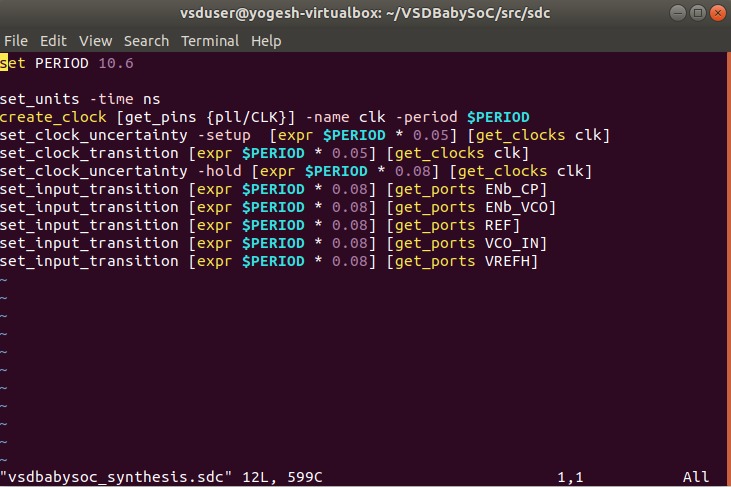 vsduser@yogesh-virtualbox: ~/VSDBabySoC/src/sdc
File Edit View Search Terminal Help
set PERIOD 10.6
set_units -time ns
create_clock [get_pins {pll/CLK}] -name clk -period $PERIOD
set_clock_uncertainty -setup  [expr $PERIOD * 0.05] [get_clocks clk]
set_clock_transition [expr $PERIOD * 0.05] [get_clocks clk]
set_clock_uncertainty -hold [expr $PERIOD * 0.08] [get_clocks clk]
set_input_transition [expr $PERIOD * 0.08] [get_ports ENb_CP]
set_input_transition [expr $PERIOD * 0.08] [get_ports ENb_VCO]
set_input_transition [expr $PERIOD * 0.08] [get_ports REF]
set_input_transition [expr $PERIOD * 0.08] [get_ports VCO_IN]
set_input_transition [expr $PERIOD * 0.08] [get_ports VREFH]
~
~
~
~
~
~
~
~
~
~
~
"vsdbabysoc_synthesis.sdc" 12L, 599C 1,1 All